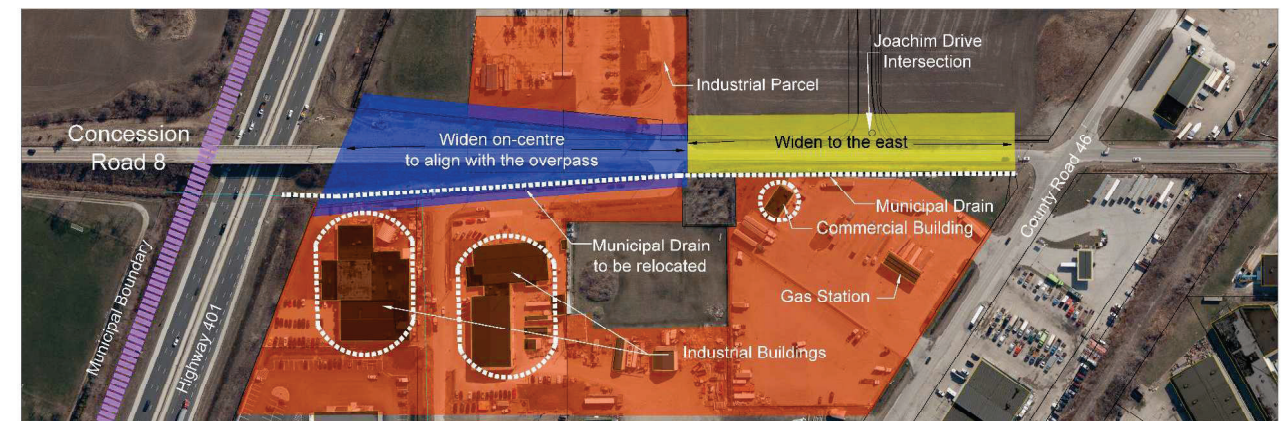 Joachim Drive
Intersection
Industrial Parcel
Concession
Road 8
Widen on-centre
to align with the overpass
Widen to the east
County Road 46
Municipal Drain
Commercial Building
Municipal Drain
to be relocated
Gas Station
Municipal Boundary
Highway 401
Industrial Buildings